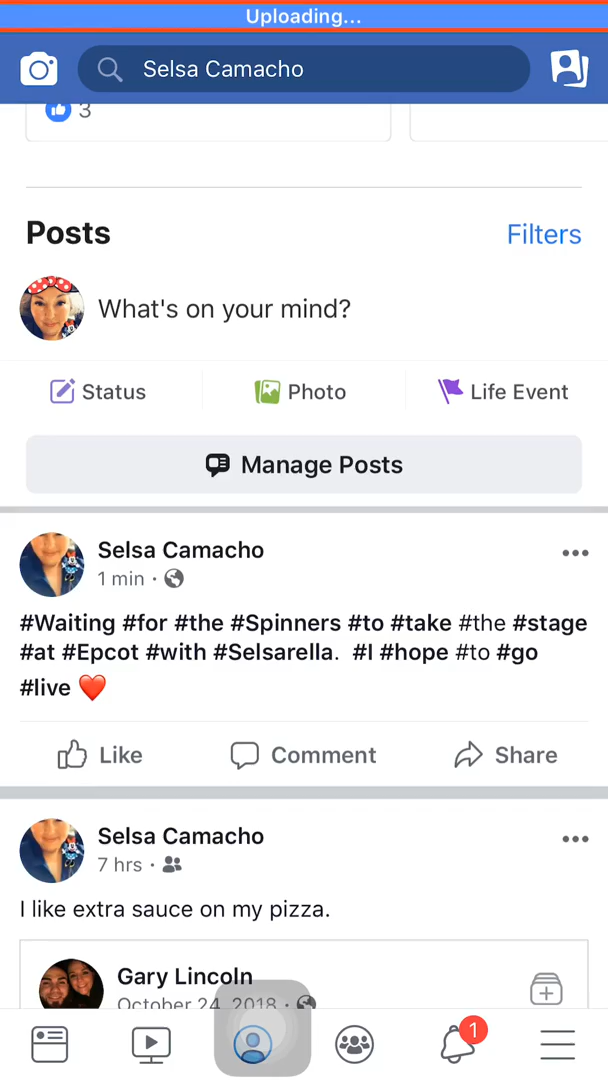 Uploading...
Selsa Camacho
3
Posts
Filters
What's on your mind?
Status
Photo
Life Event
Manage Posts
Selsa Camacho
1 min ·
#Waiting #for #the #Spinners #to #take #the #stage
#at #Epcot #with #Selsarella. #I #hope #to #go
#live ❤️
Like
Comment
Share
Selsa Camacho
7 hrs ·
I like extra sauce on my pizza.
Gary Lincoln
October 24, 2018 ·
1